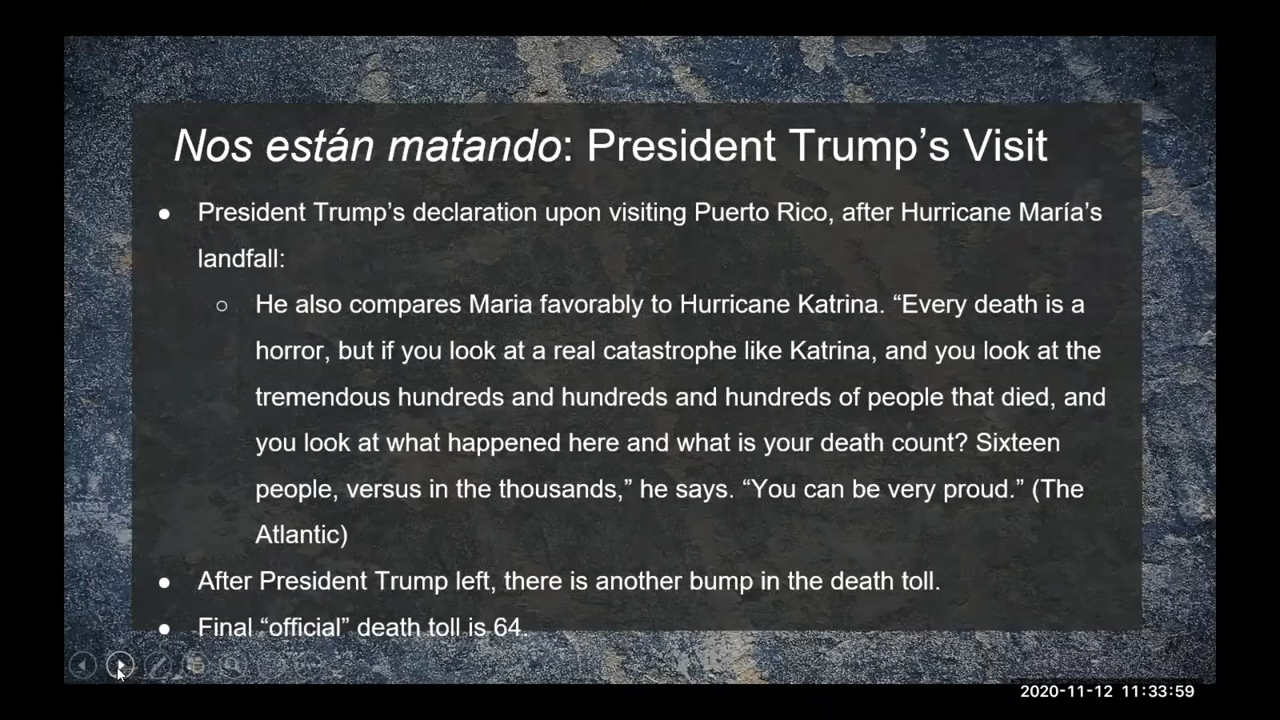 Nos están matando: President Trump’s Visit
● President Trump’s declaration upon visiting Puerto Rico, after Hurricane María’s
landfall:
○ He also compares Maria favorably to Hurricane Katrina. “Every death is a
horror, but if you look at a real catastrophe like Katrina, and you look at the
tremendous hundreds and hundreds and hundreds of people that died, and
you look at what happened here and what is your death count? Sixteen
people, versus in the thousands,” he says. “You can be very proud.” (The
Atlantic)
● After President Trump left, there is another bump in the death toll.
● Final “official” death toll is 64.
2020-11-12 11:33:59